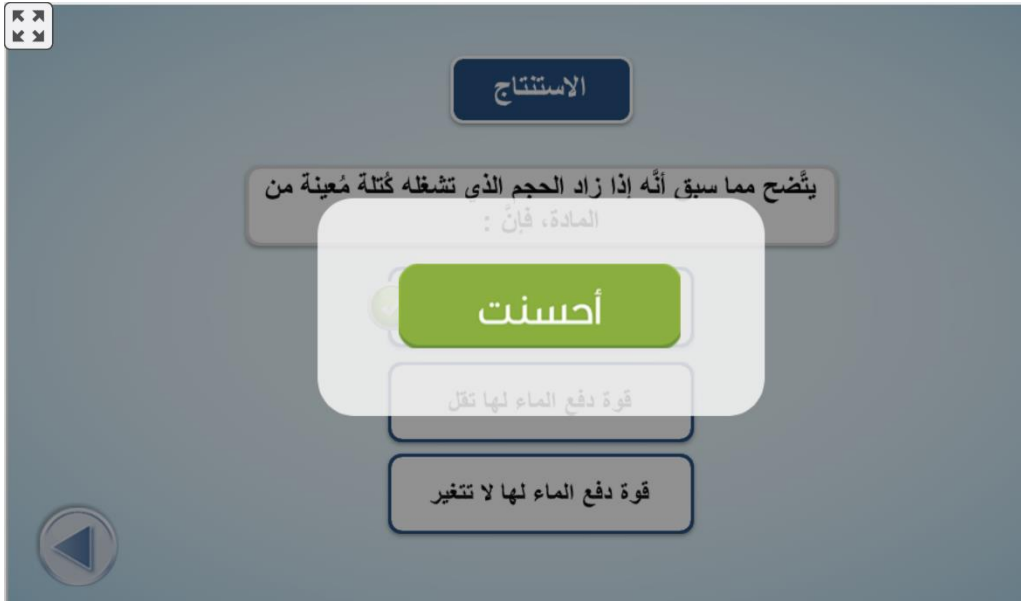 الاستنتاج
يتَّضح مما سبق أنَّه إذا زاد الحجم الذي تشغله كُتلة مُعينة من
المادة، فإنَّ :
أحسنت
قوة دفع الماء لها تقل
قوة دفع الماء لها لا تتغير